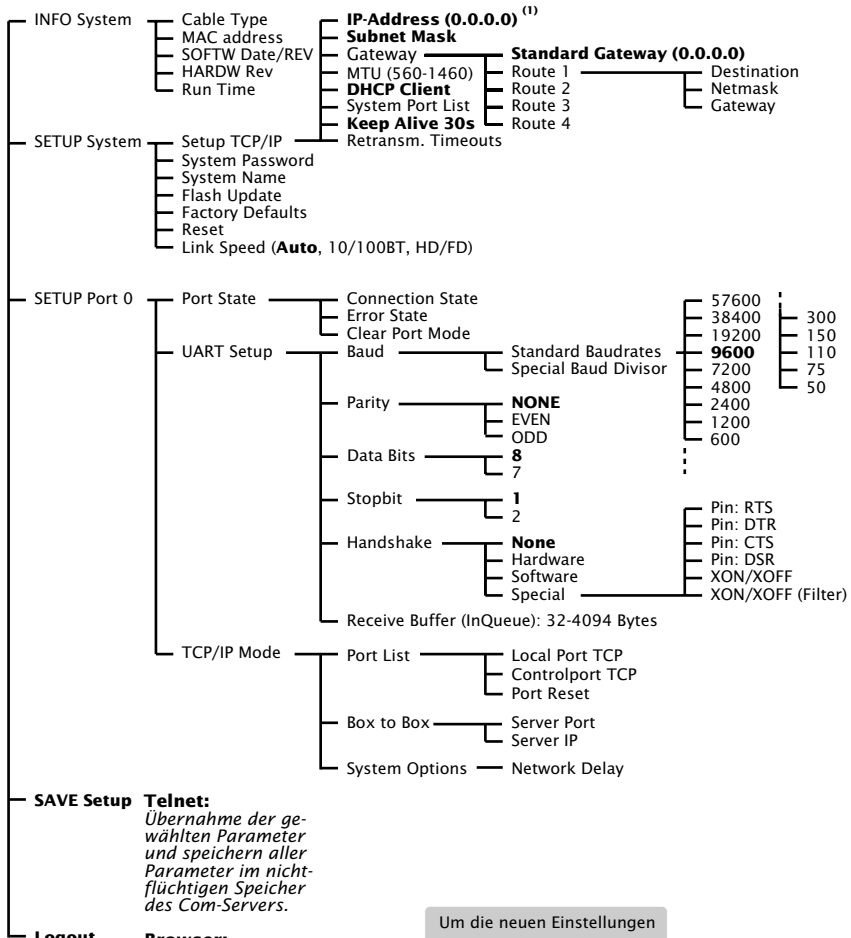 INFO System
Cable Type
MAC address
SOFTW Date/REV
HARDW Rev
Run Time
SETUP System
Setup TCP/IP
IP-Address (0.0.0.0) (1)
Subnet Mask
Gateway
Standard Gateway (0.0.0.0)
Route 1
Destination
Netmask
Gateway
Route 2
Route 3
Route 4
MTU (560-1460)
DHCP Client
System Port List
Keep Alive 30s
Retransm. Timeouts
System Password
System Name
Flash Update
Factory Defaults
Reset
Link Speed (Auto, 10/100BT, HD/FD)
SETUP Port 0
Port State
Connection State
Error State
Clear Port Mode
UART Setup
Baud
Standard Baudrates
57600
38400
19200
9600
7200
4800
2400
1200
600
300
150
110
75
50
Special Baud Divisor
Parity
NONE
EVEN
ODD
Data Bits
8
7
Stopbit
1
2
Handshake
None
Hardware
Software
Special
Pin: RTS
Pin: DTR
Pin: CTS
Pin: DSR
XON/XOFF
XON/XOFF (Filter)
Receive Buffer (InQueue): 32-4094 Bytes
TCP/IP Mode
Port List
Local Port TCP
Controlport TCP
Port Reset
Box to Box
Server Port
Server IP
System Options
Network Delay
SAVE Setup
Telnet:
Übernahme der ge-
wählten Parameter
und speichern aller
Parameter im nicht-
flüchtigen Speicher
des Com-Servers.
Um die neuen Einstellungen
Logout
Browser: